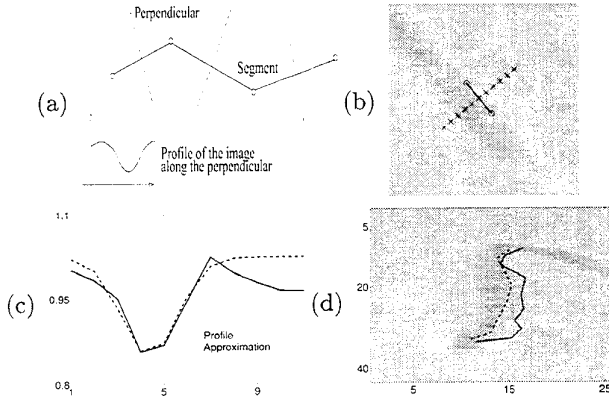 Perpendicular
Segment
(a)
(b)
Profile of the image
along the perpendicular
1.1
0.95
0.8
1
5
9
(c)
Profile
Approximation
(d)
5
20
40
5
15
25